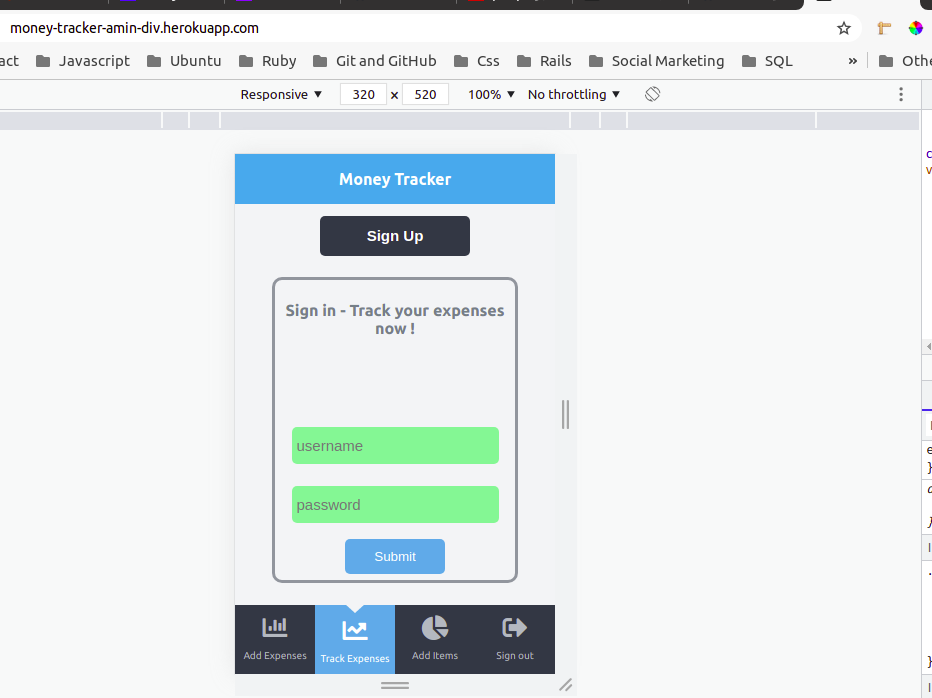 money-tracker-amin-div.herokuapp.com
act Javascript Ubuntu Ruby Git and GitHub Css Rails Social Marketing SQL » Othe
Responsive ▼ 320 x 520 100% ▼ No throttling ▼
Money Tracker
Sign Up
Sign in - Track your expenses
now !
username
password
Submit
Add Expenses Track Expenses Add Items Sign out